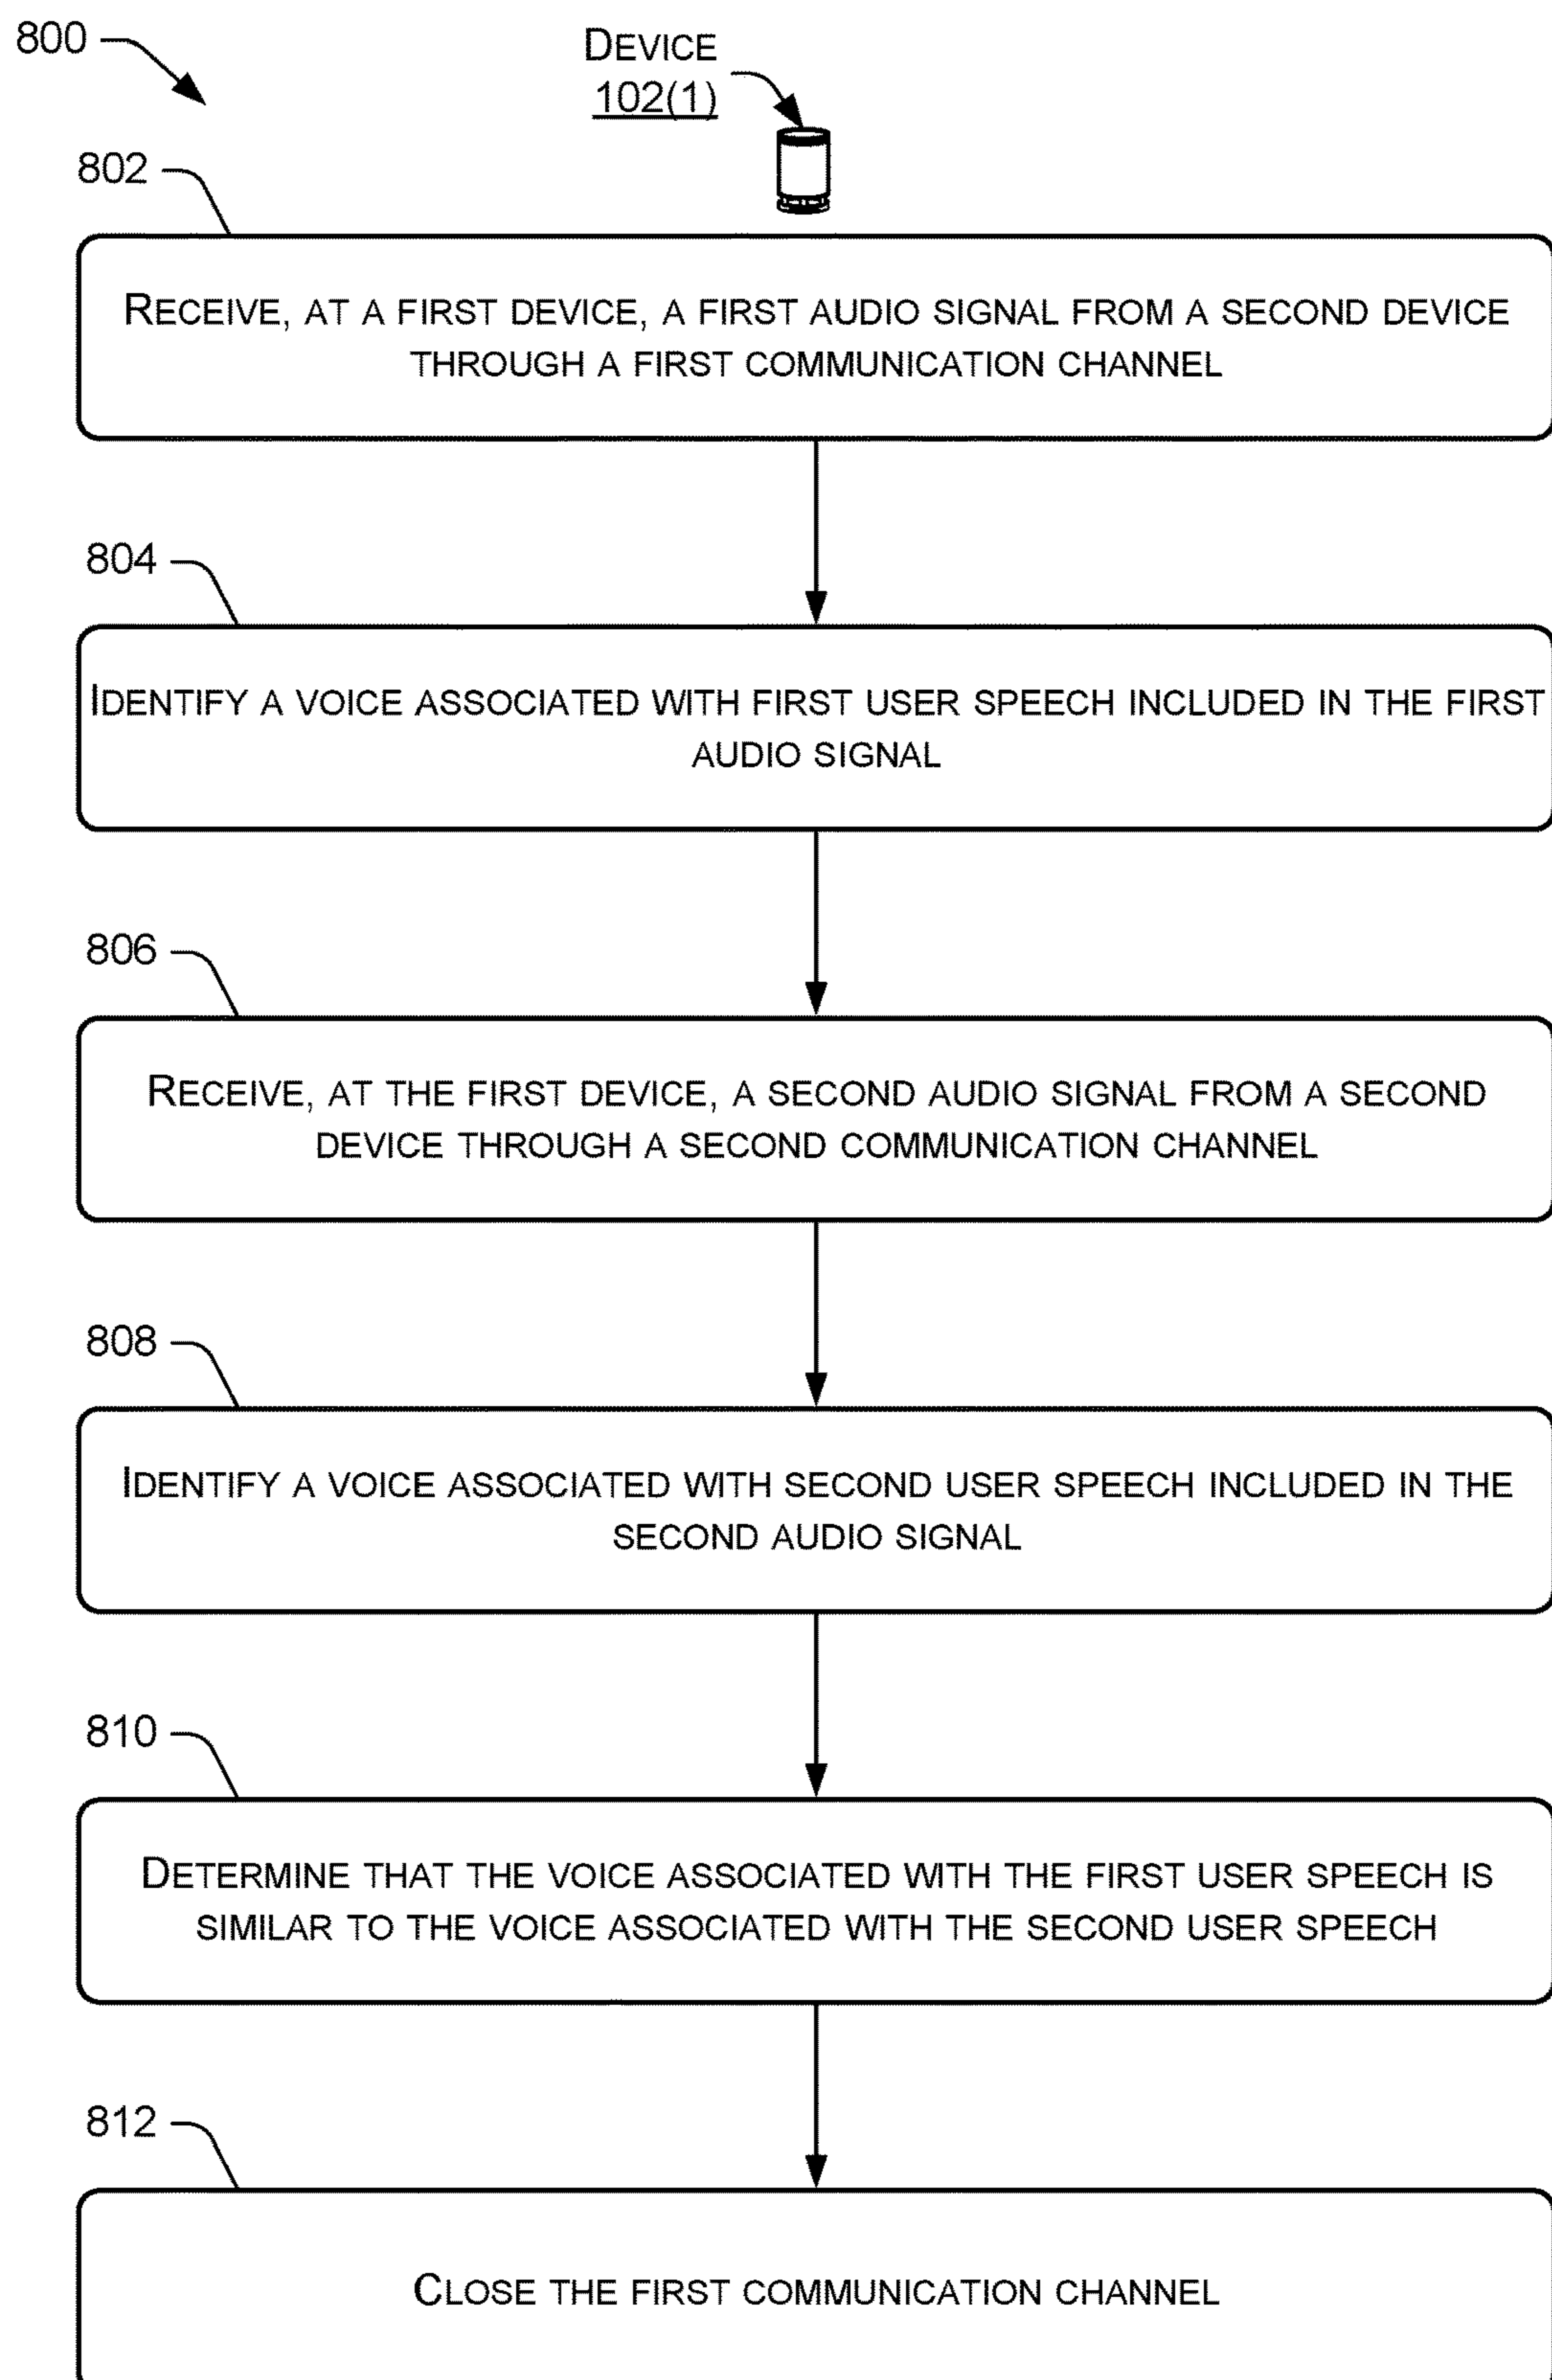 800
DEVICE
102(1)
802
RECEIVE, AT A FIRST DEVICE, A FIRST AUDIO SIGNAL FROM A SECOND DEVICE
THROUGH A FIRST COMMUNICATION CHANNEL
804
IDENTIFY A VOICE ASSOCIATED WITH FIRST USER SPEECH INCLUDED IN THE FIRST
AUDIO SIGNAL
806
RECEIVE, AT THE FIRST DEVICE, A SECOND AUDIO SIGNAL FROM A SECOND
DEVICE THROUGH A SECOND COMMUNICATION CHANNEL
808
IDENTIFY A VOICE ASSOCIATED WITH SECOND USER SPEECH INCLUDED IN THE
SECOND AUDIO SIGNAL
810
DETERMINE THAT THE VOICE ASSOCIATED WITH THE FIRST USER SPEECH IS
SIMILAR TO THE VOICE ASSOCIATED WITH THE SECOND USER SPEECH
812
CLOSE THE FIRST COMMUNICATION CHANNEL